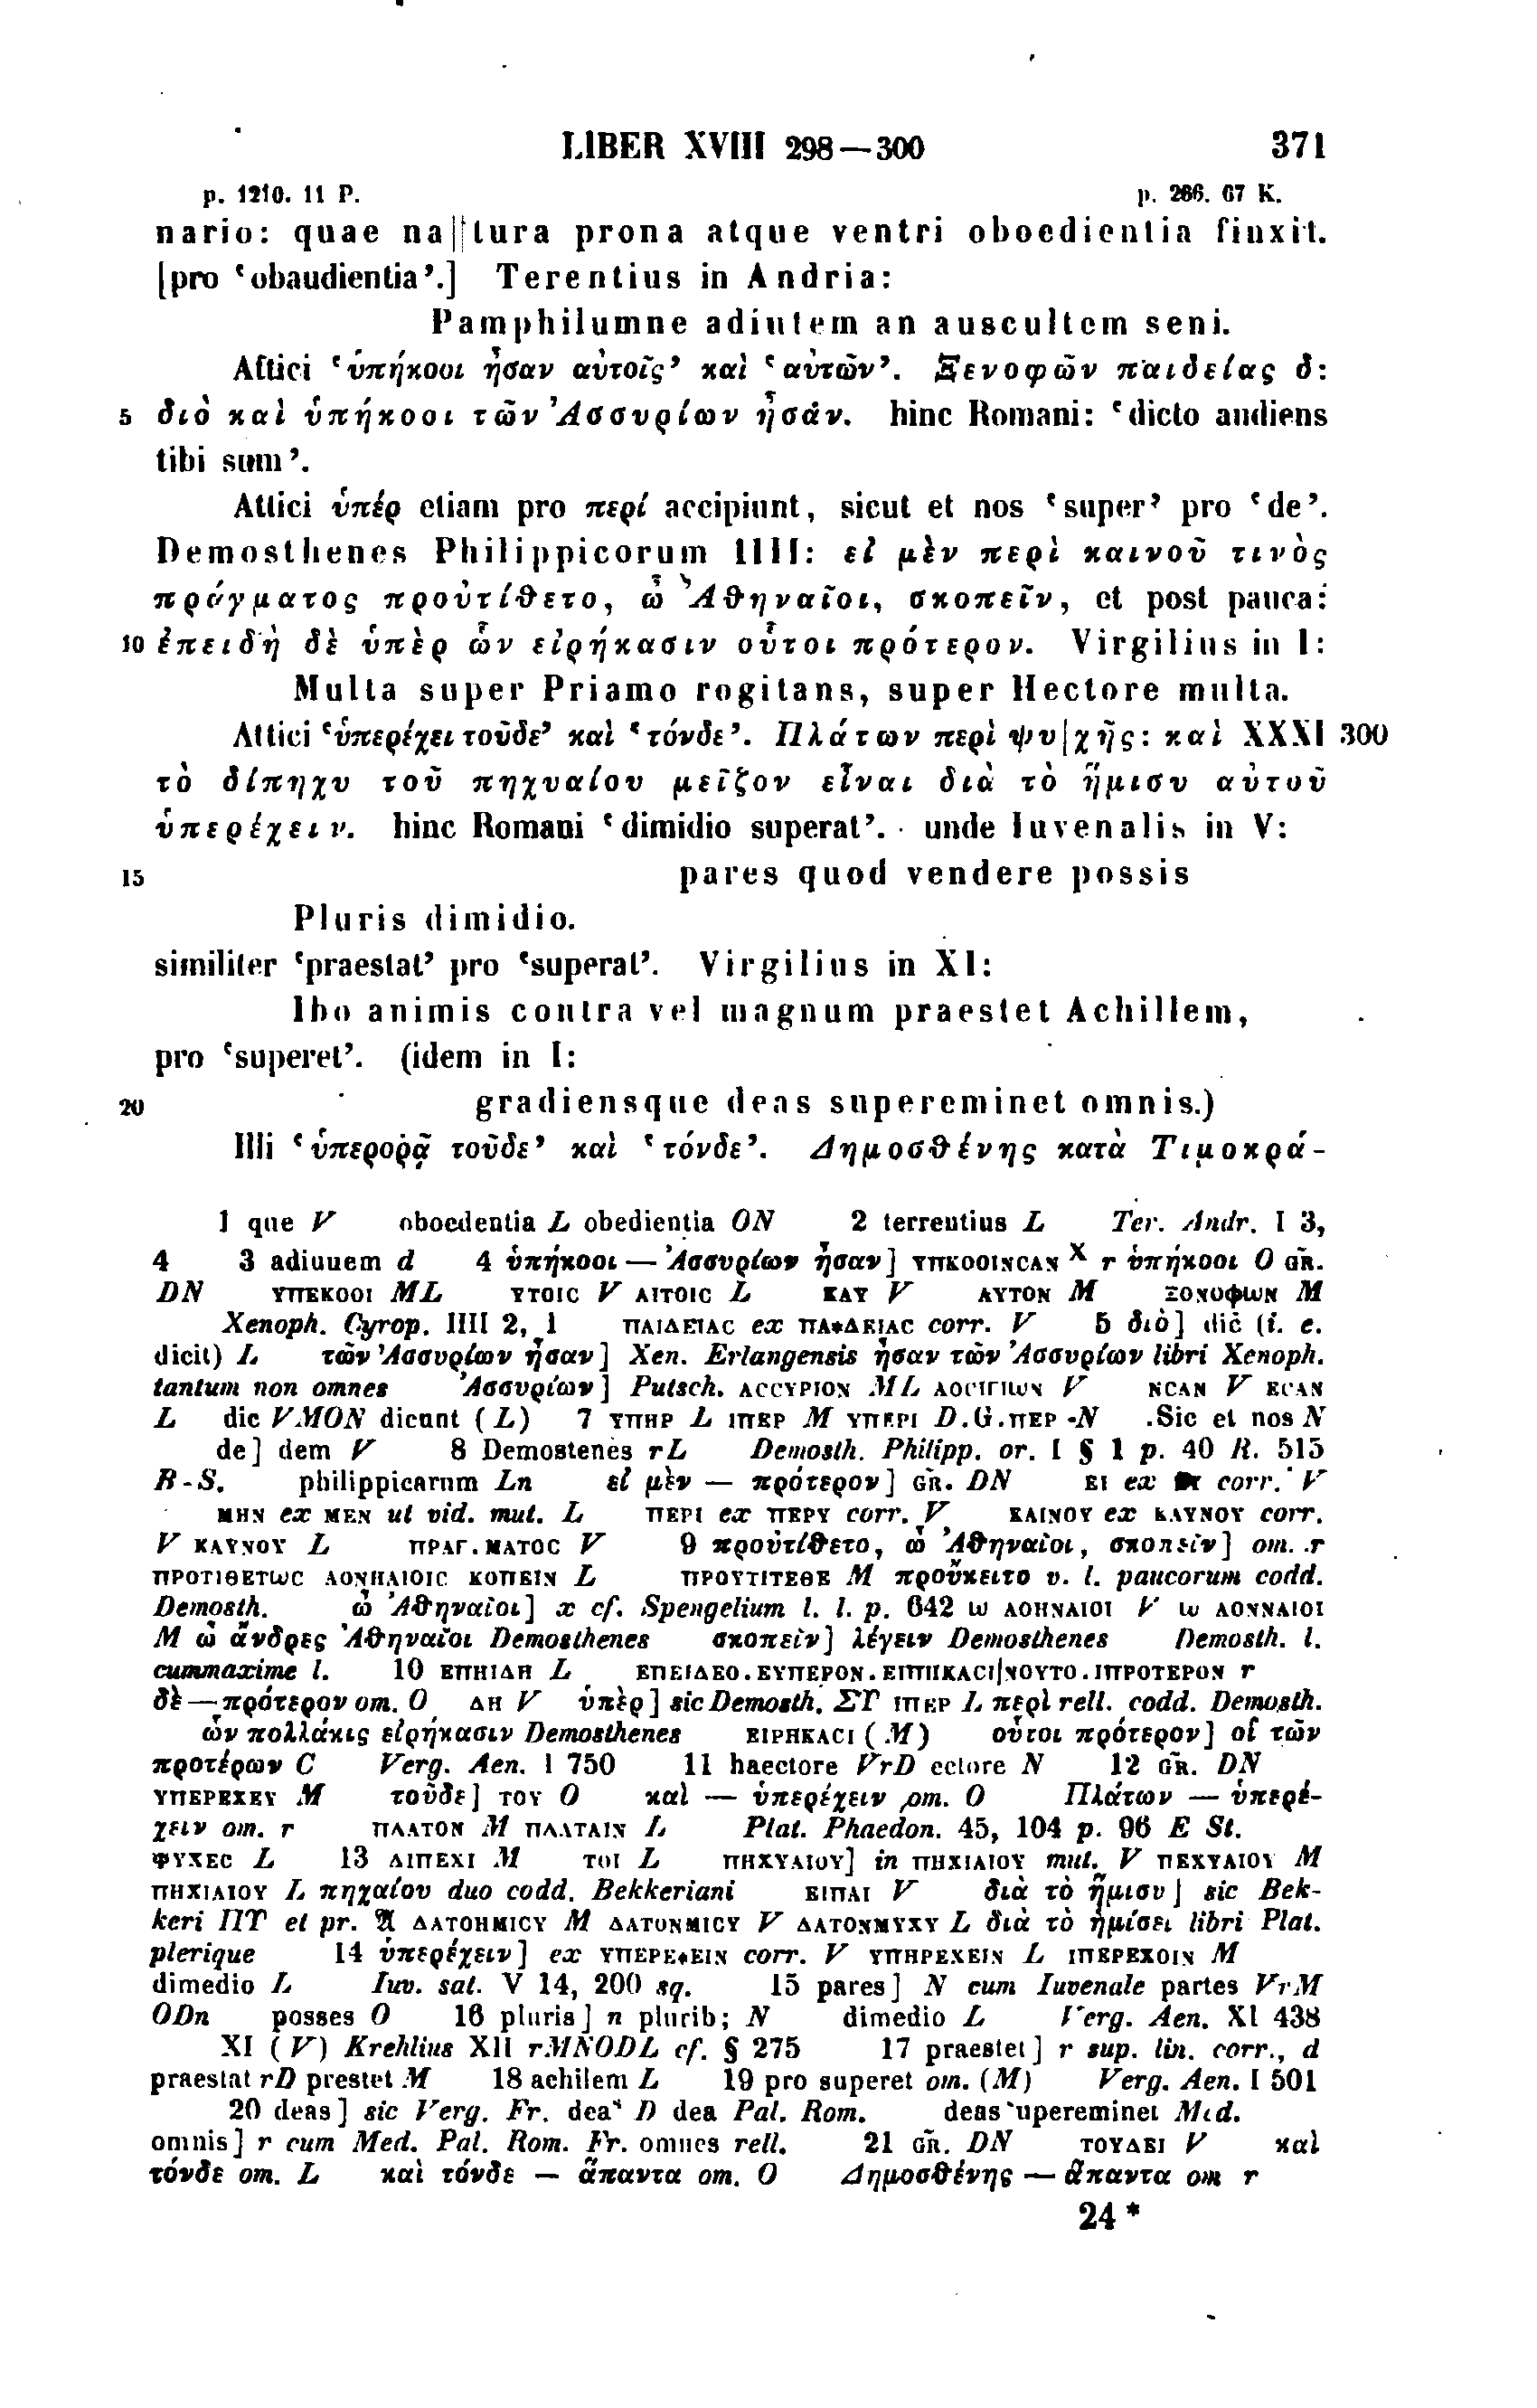 LIBER XVIII 298—300 371
p. 1210. 11 P. p. 266. 67 K.
nario: quae na||tura prona atque ventri oboedientia finxit.
[pro ‘obaudientia’.] Terentius in Andria:
Pamphilumne adiutem an auscultem seni.
Attici ‘ὑπήκοοι ἦσαν αὐτοῖς’ καὶ ‘αὐτῶν’. Ξενοφῶν παιδείας δ:
5 διὸ καὶ ὑπήκοοι τῶν Ἀσσυρίων ἦσάν. hinc Romani: ‘dicto audiens
tibi sum’.
Attici ὑπέρ etiam pro περί accipiunt, sicut et nos ‘super’ pro ‘de’.
Demosthenes Philippicorum IIII: εἰ μὲν περὶ καινοῦ τινὸς
πράγματος προὐτίθετο, ὦ Ἀθηναῖοι, σκοπεῖν, et post pauca:
10 ἐπειδὴ δὲ ὑπὲρ ὧν εἰρήκασιν οὗτοι πρότερον. Virgilius in I:
Multa super Priamo rogitans, super Hectore multa.
Attici ‘ὑπερέχει τοῦδε’ καὶ ‘τόνδε’. Πλάτων περὶ ψυ|χῆς: καὶ XXXI 300
τὸ δίπηχυ τοῦ πηχυαίου μεῖζον εἶναι διὰ τὸ ἥμισυ αὐτοῦ
ὑπερέχειν. hinc Romani ‘dimidio superat’. unde Iuvenalis in V:
15 pares quod vendere possis
Pluris dimidio.
similiter ‘praestat’ pro ‘superat’. Virgilius in XI:
Ibo animis contra vel magnum praestet Achillem,
pro ‘superet’. (idem in I:
20 gradiensque deas supereminet omnis.)
Illi ‘ὑπερορᾷ τοῦδε’ καὶ ‘τόνδε’. Δημοσθένης κατὰ Τιμοκρά-
1 que V oboedentia L obedientia ON 2 terrentius L Ter. Andr. I 3,
4 3 adiuuem d 4 ὑπήκοοι — Ἀσσυρίων ἦσαν] ΥΠΚΟΟΙΝCΑΝ X r ὑπήκοοι O GR.
DN ΥΠΕΚΟΟΙ ML ΥΤΟΙC V ΑΙΤΟΙC L ΚΑΥ V ΑΥΤΟΝ M ΞΟΝΟΦωΝ M
Xenoph. Cyrop. IIII 2, 1 ΠΑΙΔΕΙΑC ex ΠΑ*ΔΕΙΑC corr. V 5 διὸ] dic (i. e.
dicit) L τῶν Ἀσσυρίων ἦσαν] Xen. Erlangensis ἦσαν τῶν Ἀσσυρίων libri Xenoph.
tantum non omnes Ἀσσυρίων] Putsch. ΑCCΥΡΙΟΝ ML V ΝCΑΝ V ΕCΑΝ
L dic VMON dicunt (L) 7 ΥΠΗΡ L ΙΠΕΡ M ΥΠΕΡΙ D.G.ΠΕΡ -N .Sic et nos N
de] dem V 8 Demostenes rL Demosth. Philipp. or. I § 1 p. 40 R. 515
B-S. philippicarum Ln εἰ μὲν — πρότερον] GR. DN ΕΙ ex corr. V
ΜΗΝ ex ΜΕΝ ut vid. mut. L ΠΕΡΙ ex ΠΕΡΥ corr. V ΚΑΙΝΟΥ ex ΚΑΥΝΟΥ corr.
V ΚΑΥΝΟΥ L ΠΡΑΓ.ΜΑΤΟC V 9 προὐτίθετο, ὦ Ἀθηναῖοι, σκοπεῖν] om. r
ΠΡΟΤΙΘΕΤωC ΑΟΝΗΑΙΟΙC ΚΟΠΕΙΝ L ΠΡΟΥΤΙΤΕΘΕ M προὔκειτο v. l. paucorum codd.
Demosth. ὦ Ἀθηναῖοι] x cf. Spengelium l. l. p. 642 ω ΑΟΗΝΑΙΟΙ V ω ΑΟΝΝΑΙΟΙ
M ὦ ἄνδρες Ἀθηναῖοι Demosthenes σκοπεῖν] λέγειν Demosthenes Demosth. l.
cummaxime l. 10 ΕΠΗΙΔΗ L ΕΠΕΙΔΕΟ.ΕΥΠΕΡΟΝ.ΕΙΠΙΙΚΑCΙ|ΝΟΥΤΟ.ΙΠΡΟΤΕΡΟΝ r
δὲ — πρότερον om. O ΔΗ V ὑπὲρ] sic Demosth. ΣΥ ΙΠΕΡ L περὶ rell. codd. Demosth.
ὧν πολλάκις εἰρήκασιν Demosthenes ΕΙΡΗΚΑCΙ (M) οὗτοι πρότερον] οἱ τῶν
προτέρων C Verg. Aen. I 750 11 haectore VrD ectore N 12 GR. DN
ΥΠΕΡΕΧΕΥ M τοῦδε] ΤΟΥ O καὶ — ὑπερέχειν om. O Πλάτων — ὑπερέ-
χειν om. r ΠΛΑΤΟΝ M ΠΛΑΤΑΙΝ L Plat. Phaedon. 45, 104 p. 96 E St.
ΨΥΧΕC L 13 ΔΙΠΕΧΙ M ΤΟΙ L ΠΗΧΥΑΙΟΥ] in ΠΗΧΙΑΙΟΥ mut. V ΠΕΧΥΑΙΟΥ M
ΠΗΧΙΑΙΟΥ L πηχαίου duo codd. Bekkeriani ΕΙΠΑΙ V διὰ τὸ ἥμισυ] sic Bek-
keri ΠΥ et pr. 𝔄 ΔΑΤΟΗΜΙCΥ M ΔΑΤΟΝΜΙCΥ V ΔΑΤΟΝΜΥΧΥ L διὰ τὸ ἡμίσει libri Plat.
plerique 14 ὑπερέχειν] ex ΥΠΕΡΕ*ΕΙΝ corr. V ΥΠΗΡΕΧΕΙΝ L ΙΠΕΡΕΧΟΙΝ M
dimedio L Iuv. sat. V 14, 200 sq. 15 pares] N cum Iuvenale partes VrM
ODn posses O 16 pluris] n plurib; N dimedio L Verg. Aen. XI 438
XI (V) Krehlius XII rMNODL cf. § 275 17 praestet] r sup. lin. corr., d
praestat rD prestet M 18 achilem L 19 pro superet om. (M) Verg. Aen. I 501
20 deas] sic Verg. Fr. deaˢ D dea Pal. Rom. deas'upereminet Med.
omnis] r cum Med. Pal. Rom. Fr. omnes rell. 21 GR. DN ΤΟΥΔΕΙ V καὶ
τόνδε om. L καὶ τόνδε — ἅπαντα om. O Δημοσθένης — ἅπαντα om r
24*